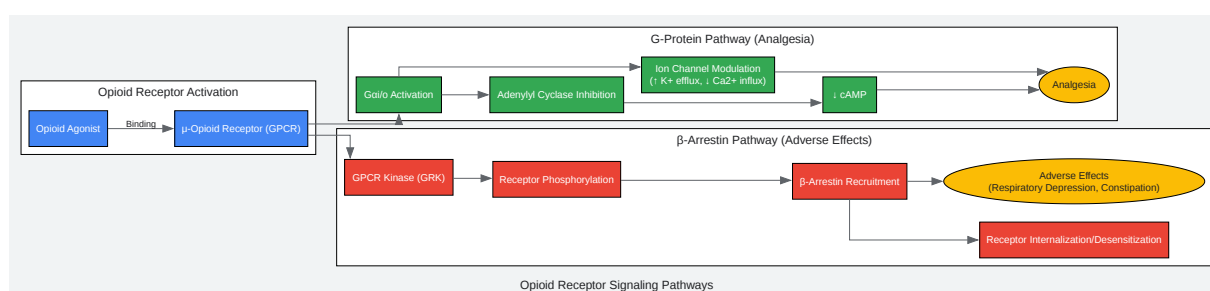 G-Protein Pathway (Analgesia)
Ion Channel Modulation
(↑ K+ efflux, ↓ Ca2+ influx)
Gαi/o Activation
Adenylyl Cyclase Inhibition
↓ cAMP
Analgesia
Opioid Receptor Activation
Opioid Agonist
Binding
μ-Opioid Receptor (GPCR)
β-Arrestin Pathway (Adverse Effects)
GPCR Kinase (GRK)
Receptor Phosphorylation
β-Arrestin Recruitment
Adverse Effects
(Respiratory Depression, Constipation)
Receptor Internalization/Desensitization
Opioid Receptor Signaling Pathways